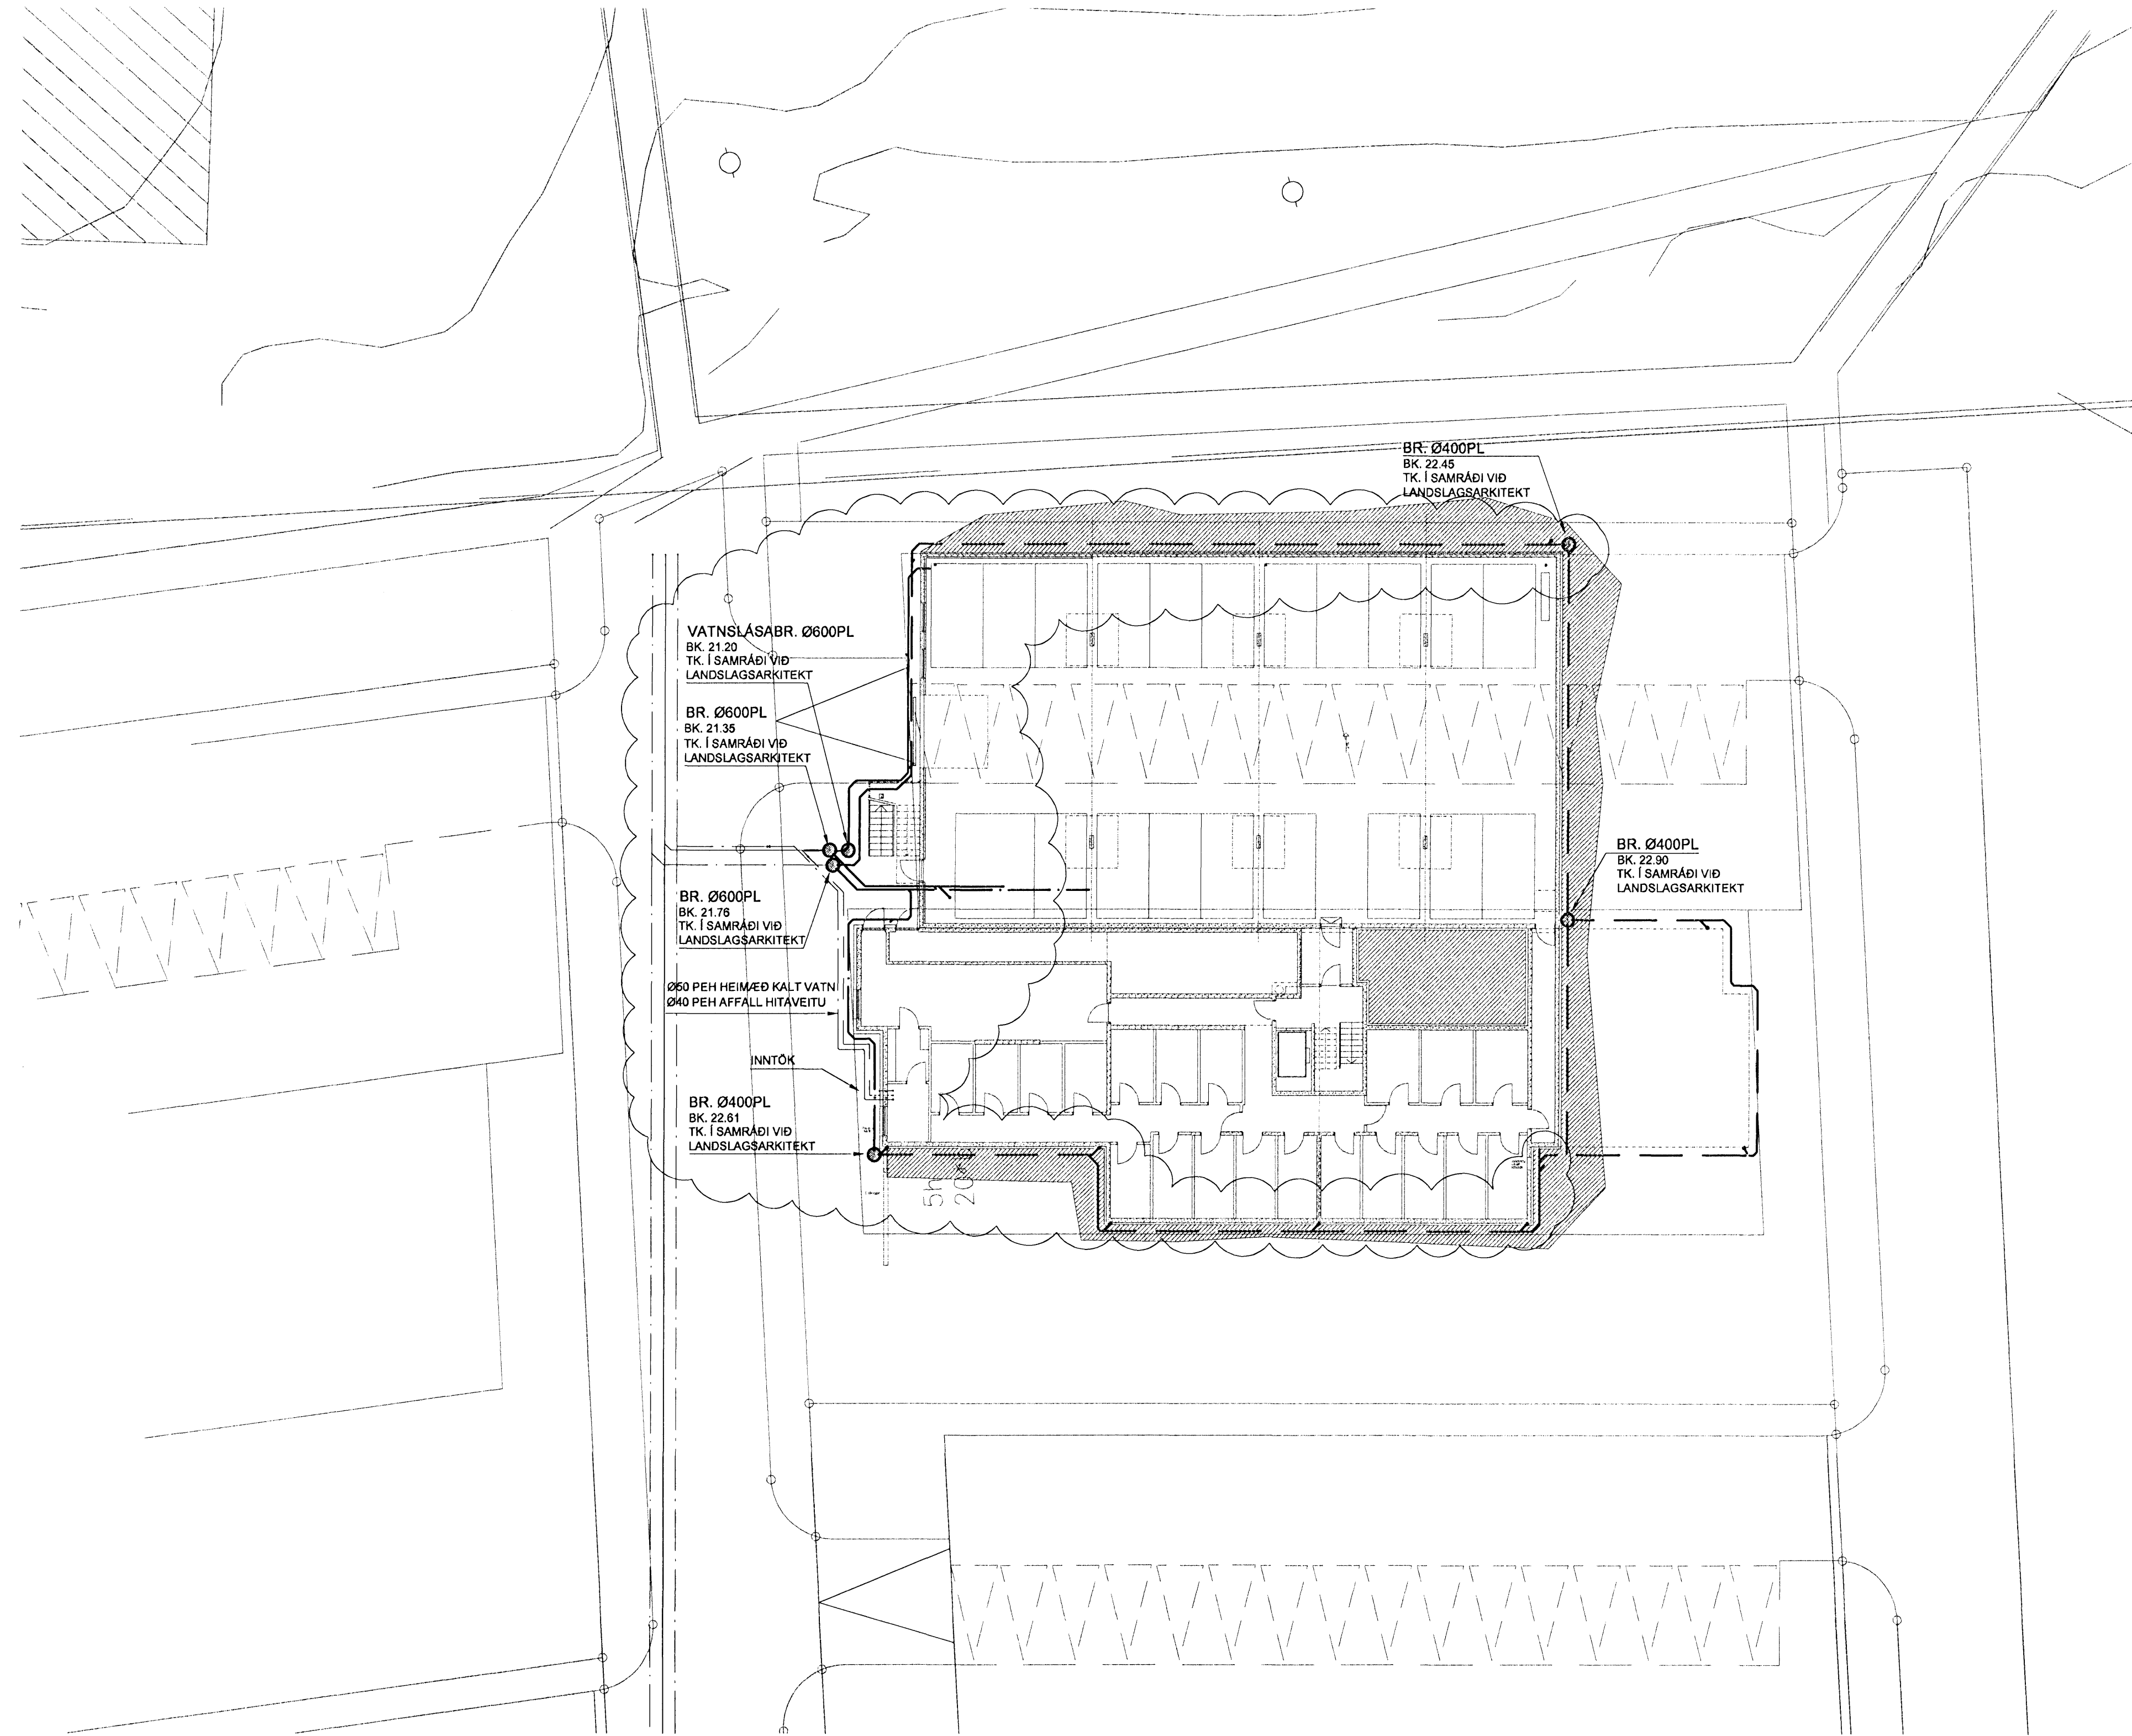 BR. Ø400PL
BK. 22.45
TK. Í SAMRÁÐI VIÐ
LANDSLAGSARKITEKT
VATNSLÁSABR. Ø600PL
BK. 21.20
TK. Í SAMRÁÐI VIÐ
LANDSLAGSARKITEKT
BR. Ø600PL
BK. 21.35
TK. Í SAMRÁÐI VIÐ
LANDSLAGSARKITEKT
BR. Ø400PL
BK. 22.90
TK. Í SAMRÁÐI VIÐ
LANDSLAGSARKITEKT
BR. Ø600PL
BK. 21.76
TK. Í SAMRÁÐI VIÐ
LANDSLAGSARKITEKT
Ø50 PEH HEIMÆÐ KALT VATN
Ø40 PEH AFFALL HITAVEITU
INNTÖK
BR. Ø400PL
BK. 22.61
TK. Í SAMRÁÐI VIÐ
LANDSLAGSARKITEKT
5h